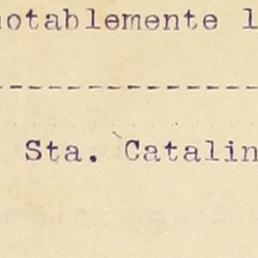 notablemente l
-----------------
Sta. Catalin